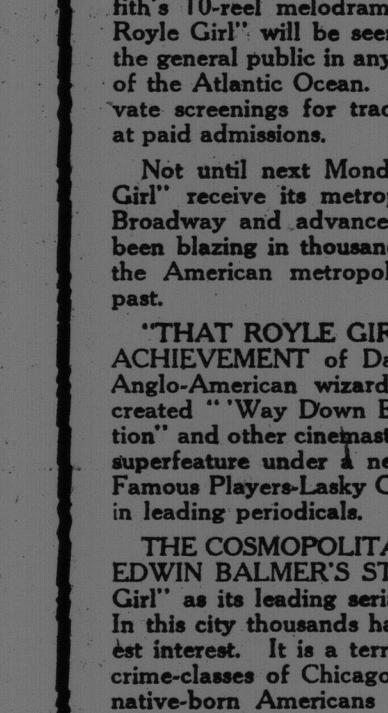 fith's 10-reel melodram
Royle Girl" will be see
the general public in any
of the Atlantic Ocean.
vate screenings for trad
at paid admissions.
Not until next Mond
Girl" receive its metrop
Broadway and advance
been blazing in thousan
the American metropol
past.
"THAT ROYLE GIR
ACHIEVEMENT of Da
Anglo-American wizard
created " 'Way Down E
tion" and other cinemast
superfeature under a ne
Famous Players-Lasky C
in leading periodicals.
THE COSMOPOLITA
EDWIN BALMER'S ST
Girl" as its leading seri
In this city thousands ha
est interest. It is a terr
crime-classes of Chicago
native-born Americans